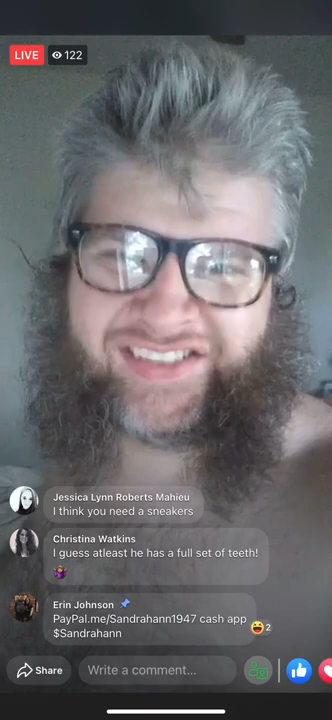 LIVE 122
Jessica Lynn Roberts Mahieu
I think you need a sneakers
Christina Watkins
I guess atleast he has a full set of teeth!
Erin Johnson
PayPal.me/Sandrahann1947 cash app
$Sandrahann
2
Share
Write a comment...